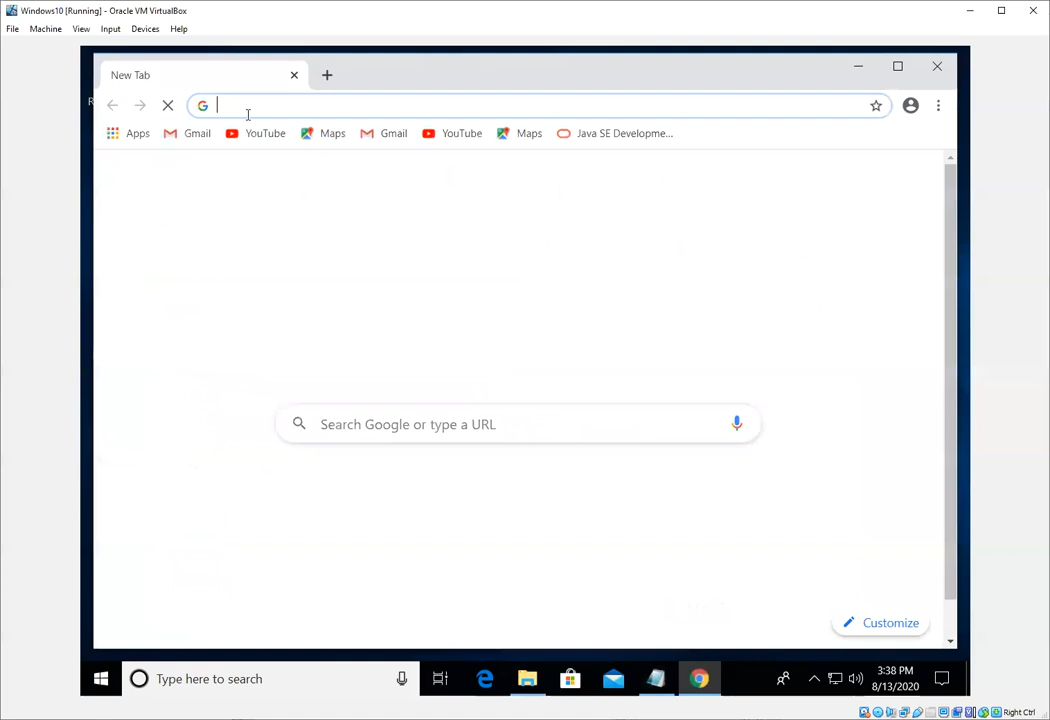 Windows10 [Running] - Oracle VM VirtualBox
File Machine View Input Devices Help
New Tab
R
Apps Gmail YouTube Maps Gmail YouTube Maps Java SE Developme...
Search Google or type a URL
Customize
Type here to search
3:38 PM
8/13/2020
Right Ctrl